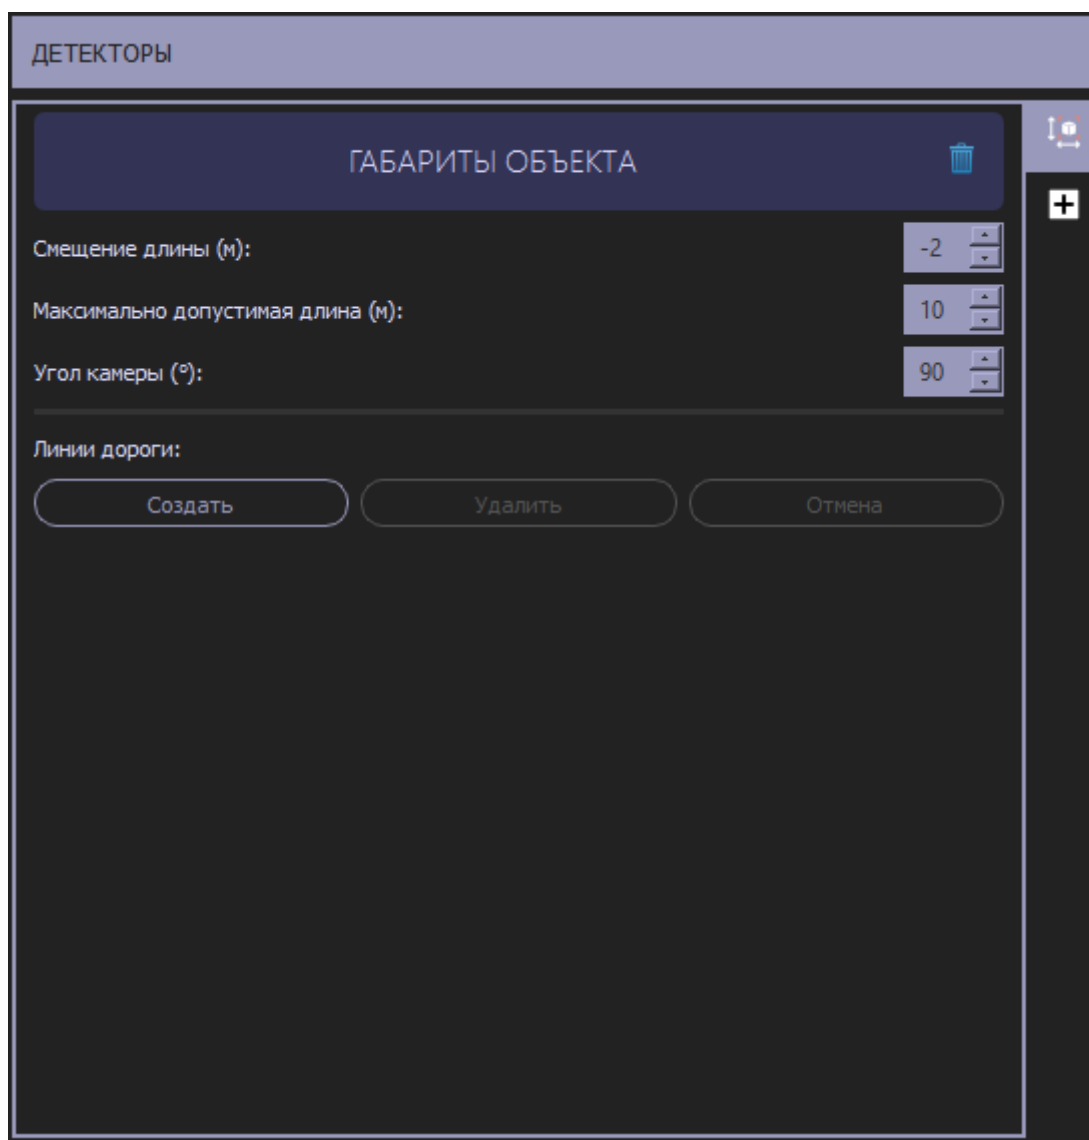 ДЕТЕКТОРЫ
ГАБАРИТЫ ОБЪЕКТА
Смещение длины (м): -2
Максимально допустимая длина (м): 10
Угол камеры (º): 90
Линии дороги:
Создать Удалить Отмена